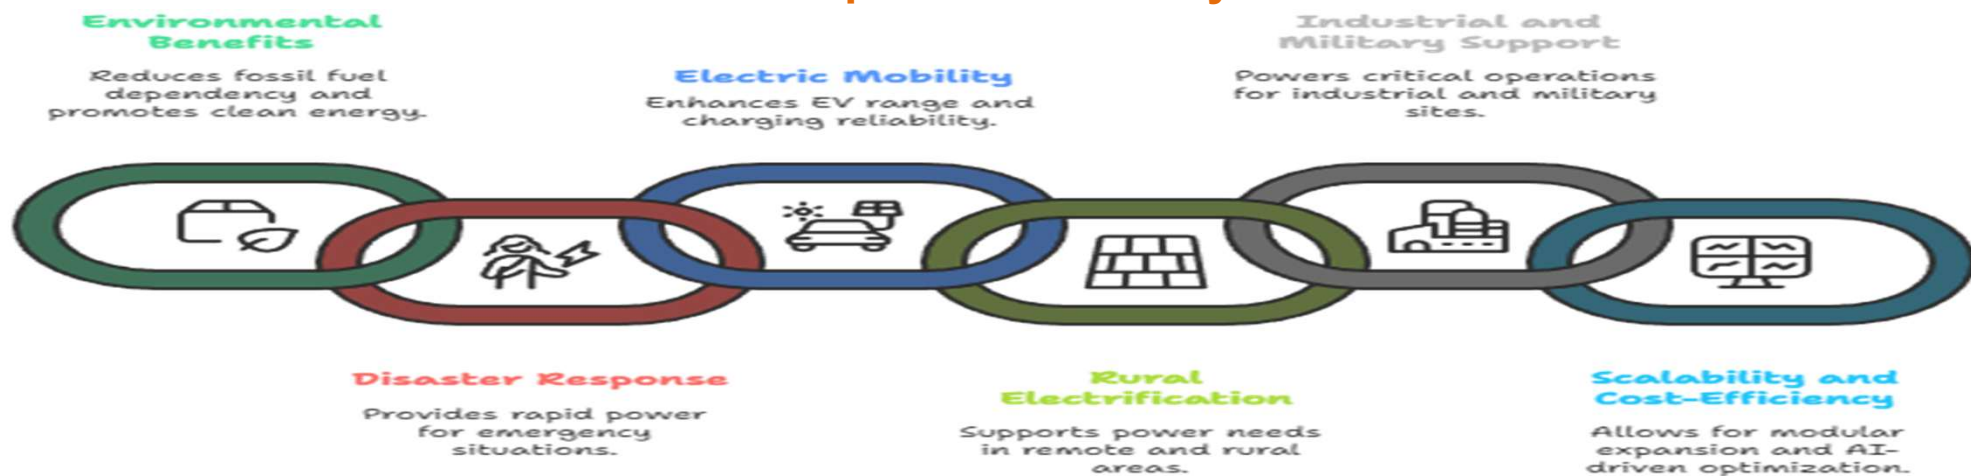 Environmental
Benefits
Reduces fossil fuel
dependency and
promotes clean energy.
Electric Mobility
Enhances EV range and
charging reliability.
Industrial and
Military Support
Powers critical operations
for industrial and military
sites.
Disaster Response
Provides rapid power
for emergency
situations.
Rural
Electrification
Supports power needs
in remote and rural
areas.
Scalability and
Cost-Efficiency
Allows for modular
expansion and AI-
driven optimization.